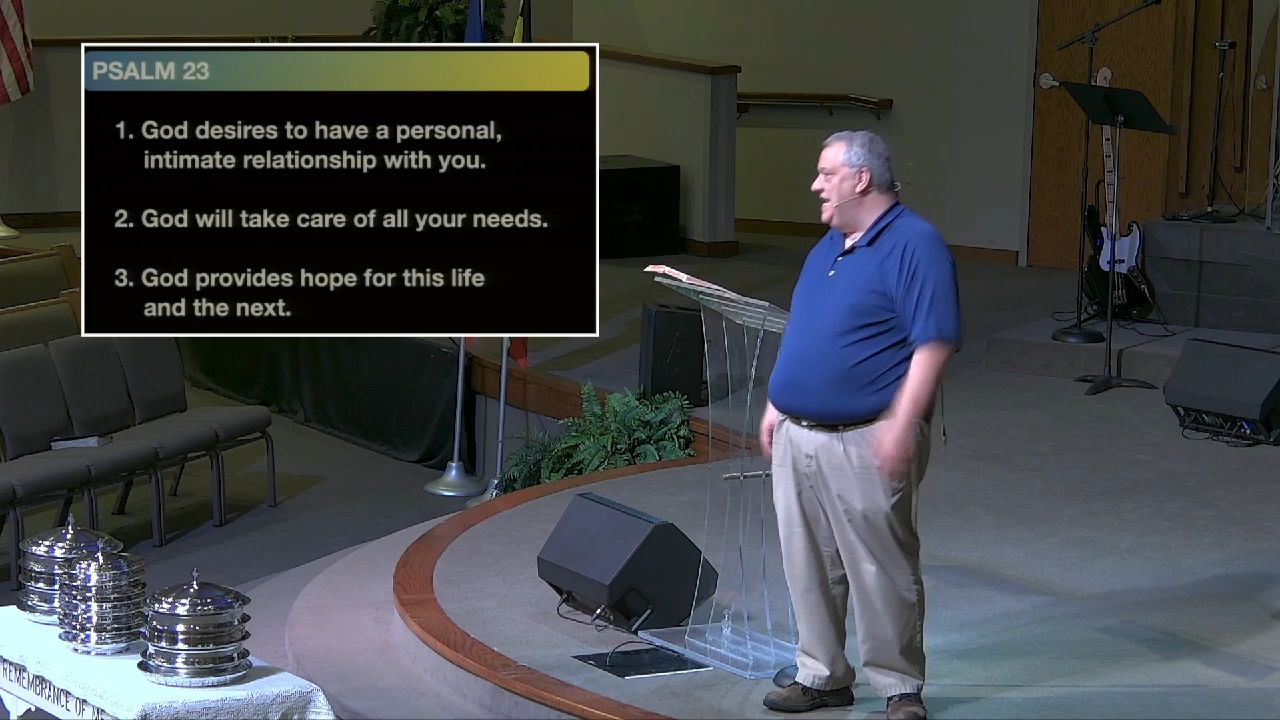 PSALM 23
1. God desires to have a personal,
intimate relationship with you.
2. God will take care of all your needs.
3. God provides hope for this life
and the next.
REMEMBRANCE OF ME